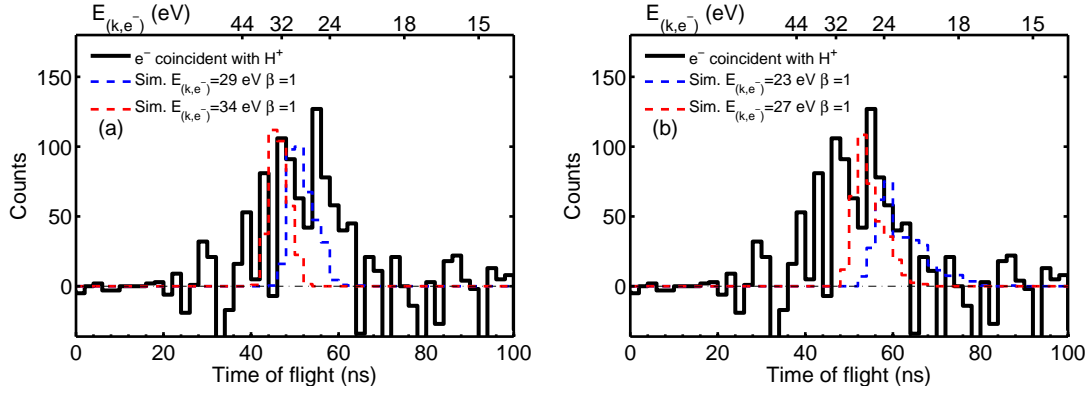 E(k,e−) (eV) 44 32 24 18 15
e− coincident with H+
Sim. E(k,e−)=29 eV β =1
Sim. E(k,e−)=34 eV β =1
(a)
150
100
50
0
Counts
0 20 40 60 80 100
Time of flight (ns)
E(k,e−) (eV) 44 32 24 18 15
e− coincident with H+
Sim. E(k,e−)=23 eV β =1
Sim. E(k,e−)=27 eV β =1
(b)
150
100
50
0
Counts
0 20 40 60 80 100
Time of flight (ns)